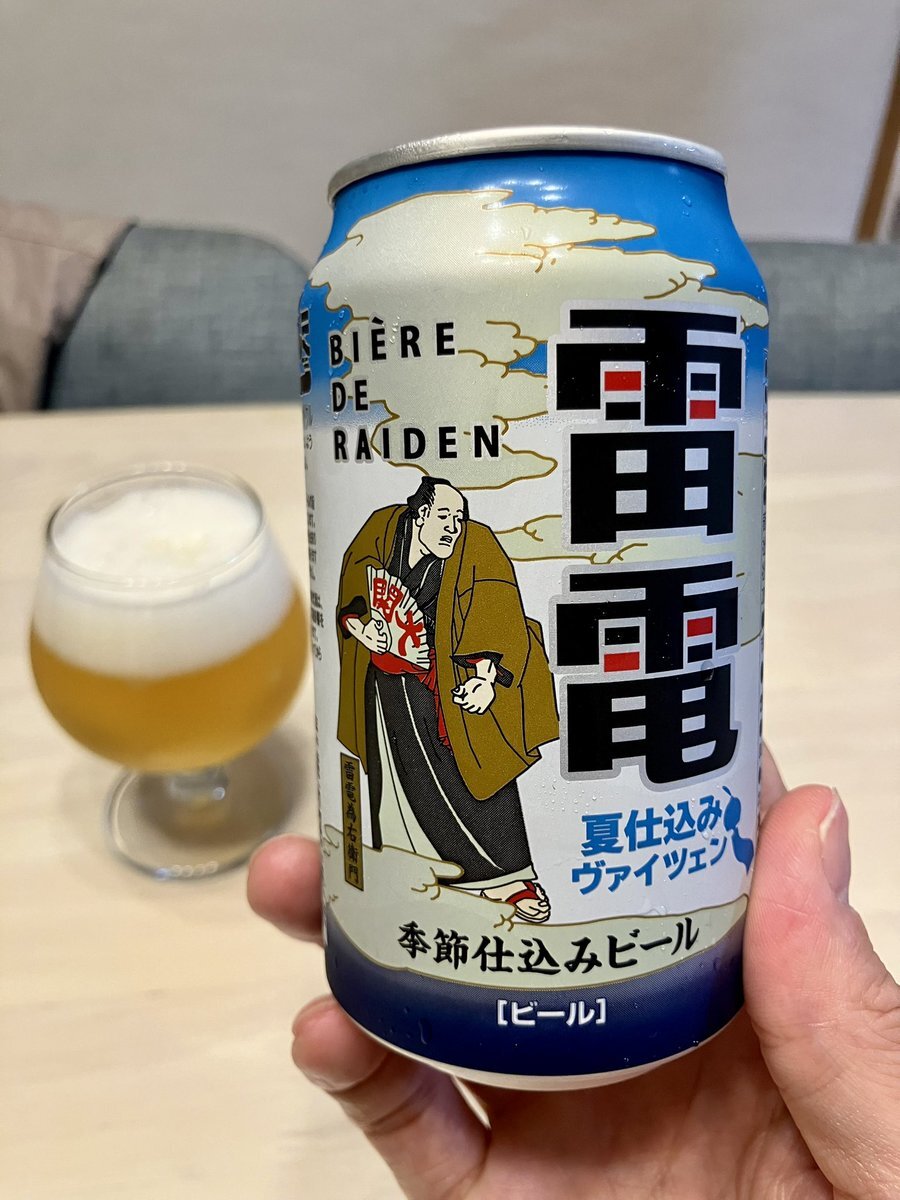 BIÈRE
DE
RAIDEN
雷電
関大
雷電為右衛門
夏仕込み
ヴァイツェン
季節仕込みビール
[ビール]